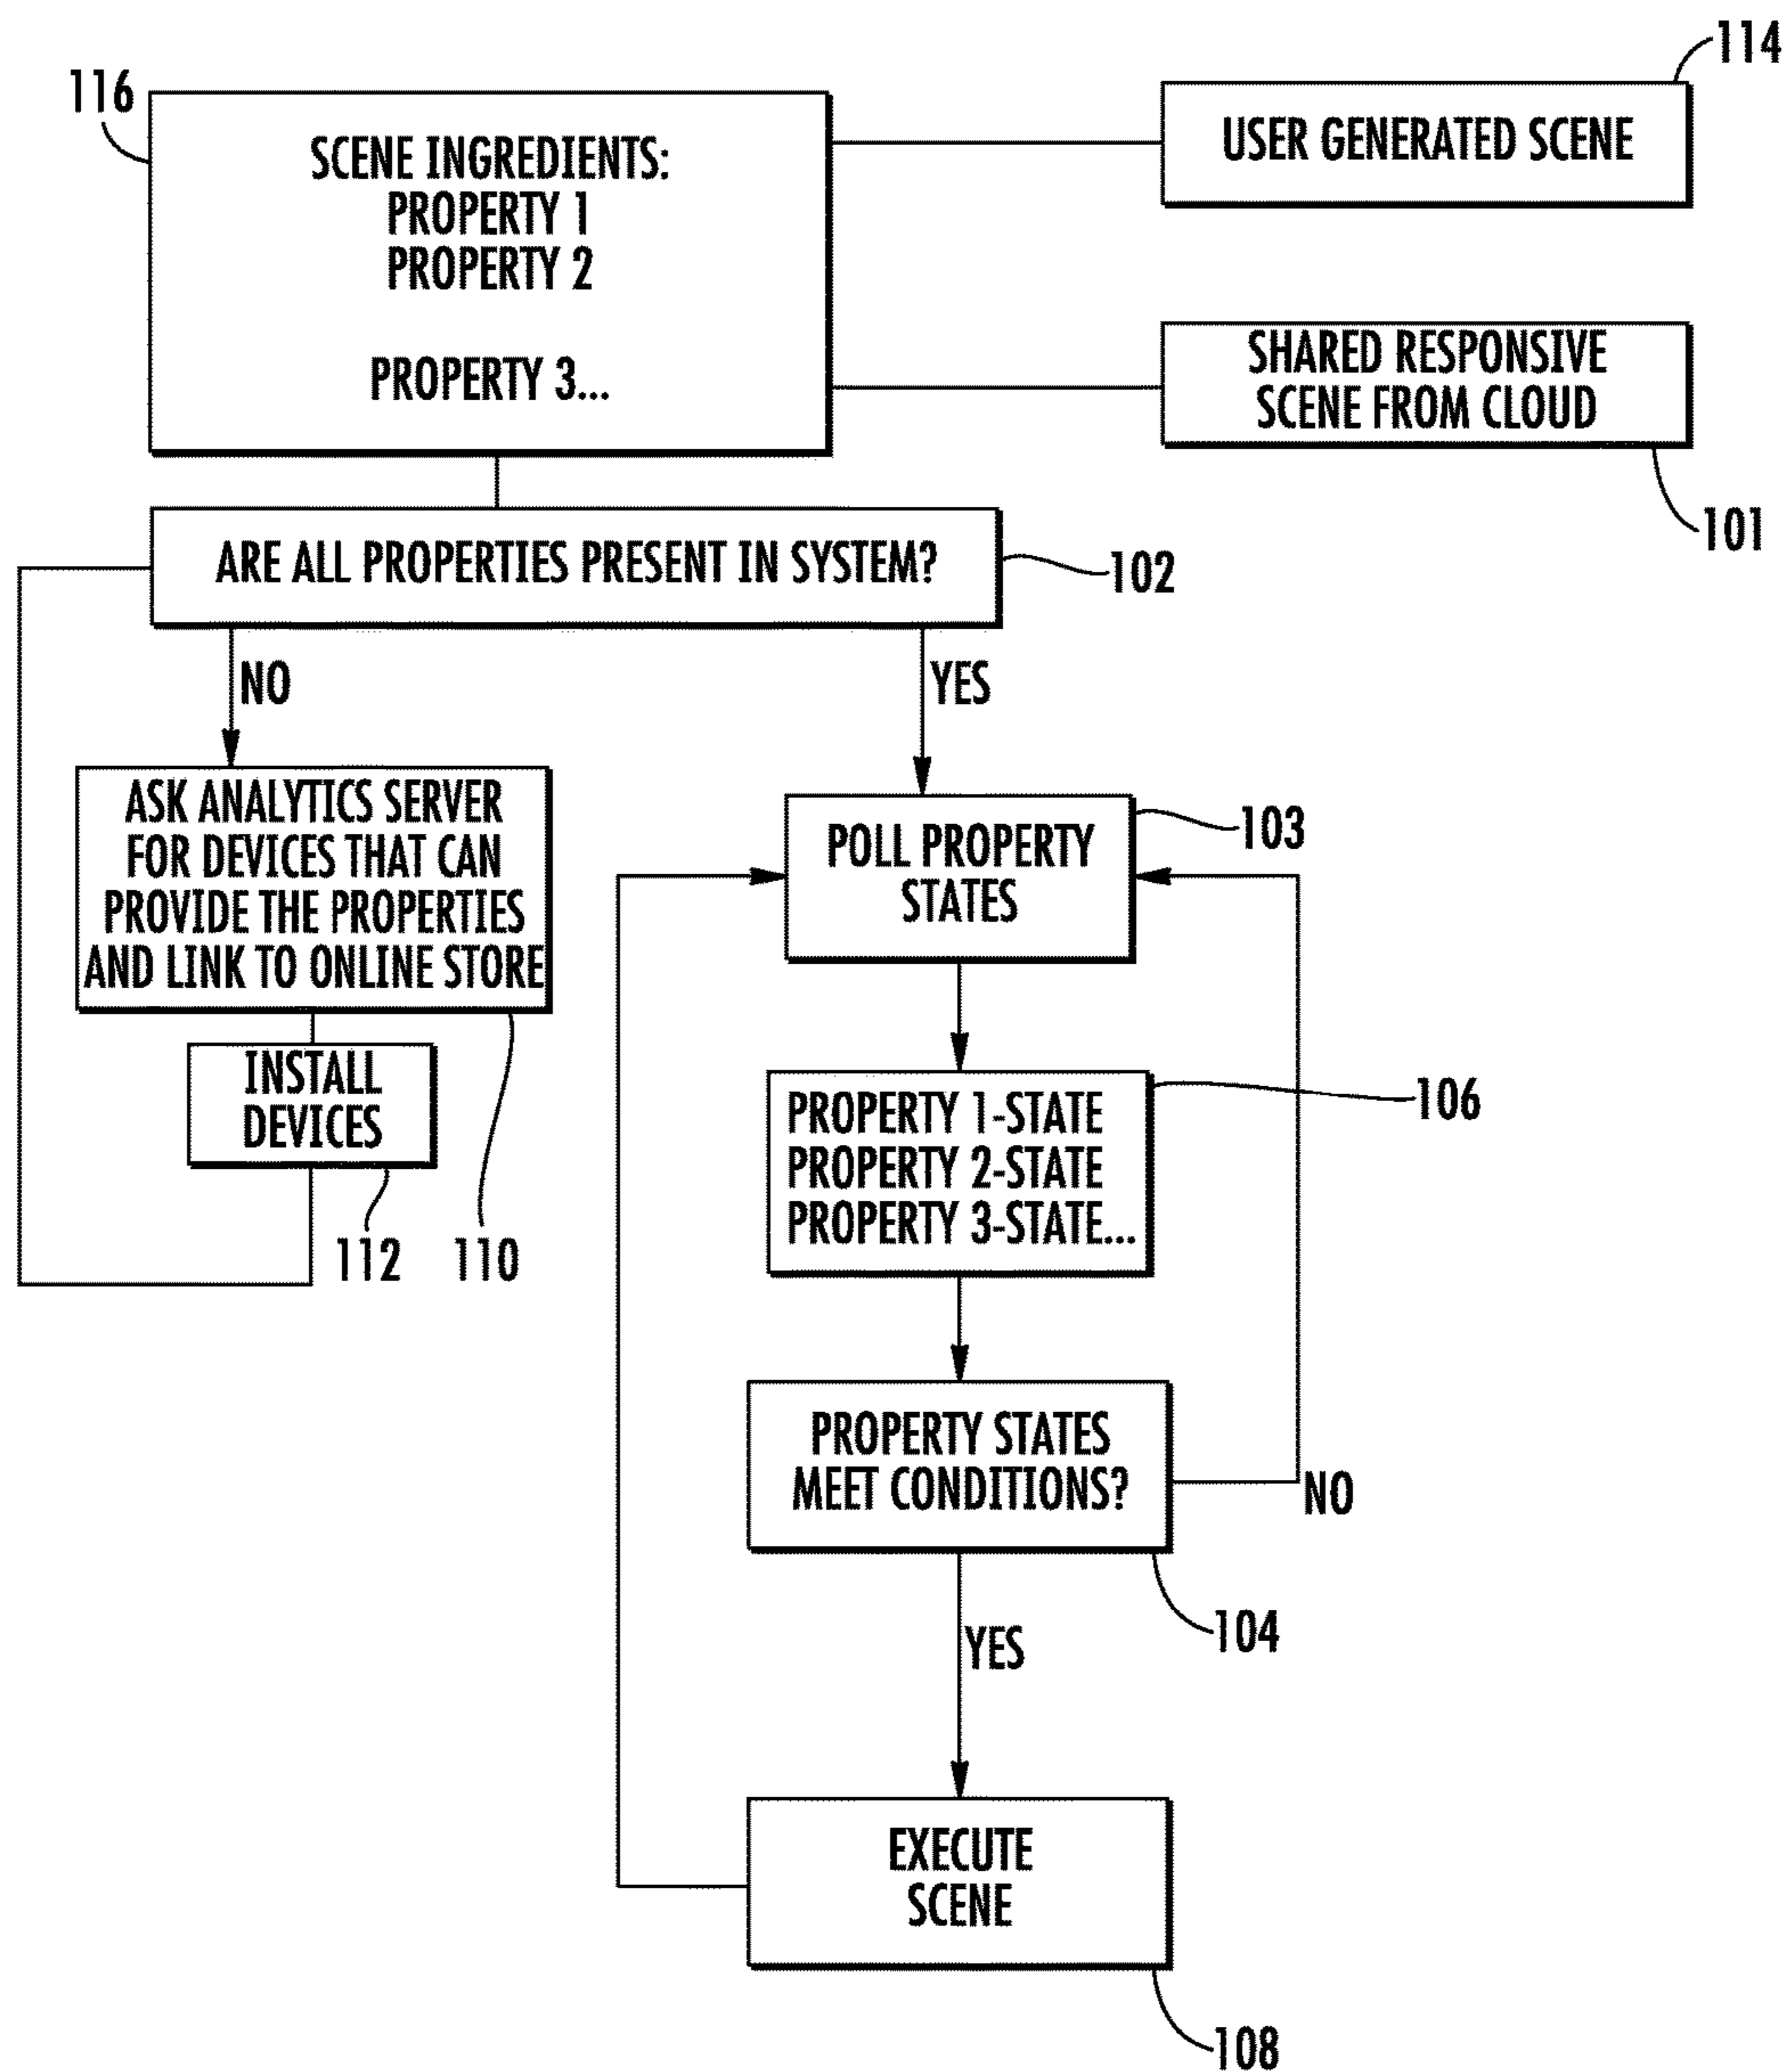 116
SCENE INGREDIENTS:
PROPERTY 1
PROPERTY 2
PROPERTY 3...
114
USER GENERATED SCENE
SHARED RESPONSIVE
SCENE FROM CLOUD
101
ARE ALL PROPERTIES PRESENT IN SYSTEM?
102
NO
YES
ASK ANALYTICS SERVER
FOR DEVICES THAT CAN
PROVIDE THE PROPERTIES
AND LINK TO ONLINE STORE
110
INSTALL
DEVICES
112
POLL PROPERTY
STATES
103
PROPERTY 1-STATE
PROPERTY 2-STATE
PROPERTY 3-STATE...
106
PROPERTY STATES
MEET CONDITIONS?
NO
104
YES
EXECUTE
SCENE
108